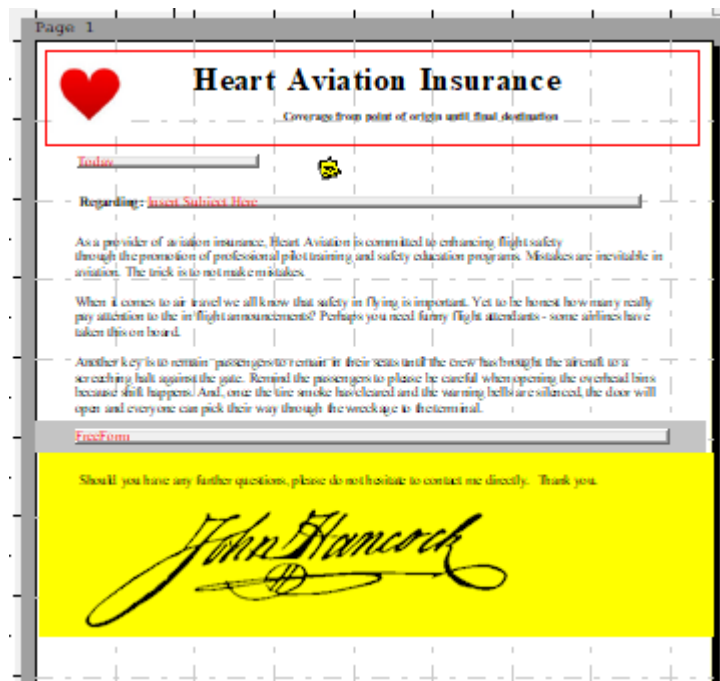 Page 1
Heart Aviation Insurance
Coverage from point of origin until final destination
Today
Regarding: Insert Subject Here
As a provider of aviation insurance, Heart Aviation is committed to enhancing flight safety
through the promotion of professional pilot training and safety education programs. Mistakes are inevitable in
aviation. The trick is to not make mistakes.
When it comes to air travel we all know that safety in flying is important. Yet to be honest how many really
pay attention to the in flight announcements? Perhaps you need funny flight attendants - some airlines have
taken this on board.
Another key is to remain "passengers to remain in their seats until the crew has brought the aircraft to a
screeching halt against the gate. Remind the passengers to please be careful when opening the overhead bins
because shift happens. And, once the tire smoke has cleared and the warning bells are silenced, the door will
open and everyone can pick their way through the wreckage to the terminal.
FreeForm
Should you have any further questions, please do not hesitate to contact me directly. Thank you.
John Hancock